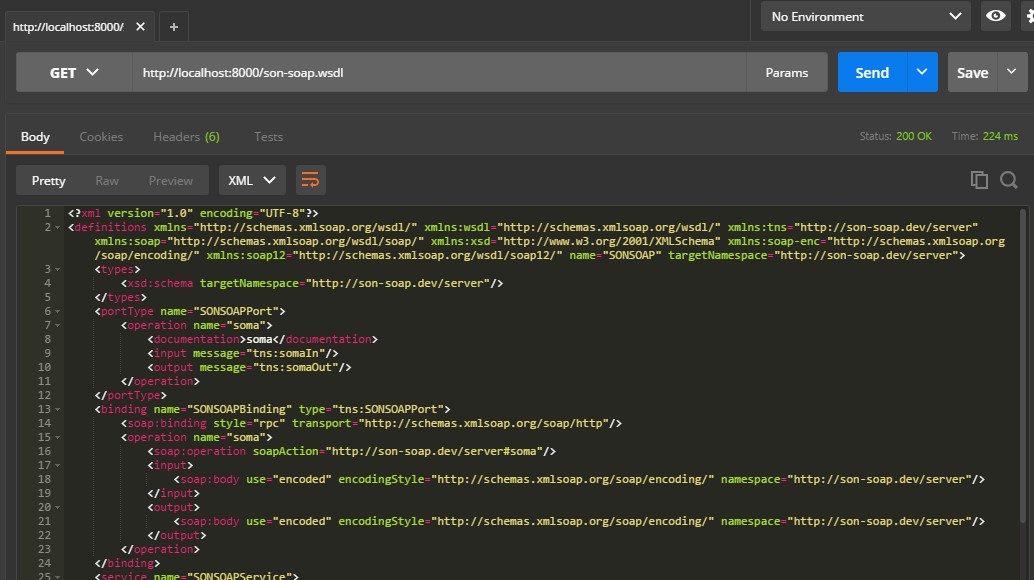 http://localhost:8000/ ✕ + No Environment
GET http://localhost:8000/son-soap.wsdl Params Send Save
Body Cookies Headers (6) Tests Status: 200 OK Time: 224 ms
Pretty Raw Preview XML
1 <?xml version="1.0" encoding="UTF-8"?>
2 <definitions xmlns="http://schemas.xmlsoap.org/wsdl/" xmlns:wsdl="http://schemas.xmlsoap.org/wsdl/" xmlns:tns="http://son-soap.dev/server"
xmlns:soap="http://schemas.xmlsoap.org/wsdl/soap/" xmlns:xsd="http://www.w3.org/2001/XMLSchema" xmlns:soap-enc="http://schemas.xmlsoap.org
/soap/encoding/" xmlns:soap12="http://schemas.xmlsoap.org/wsdl/soap12/" name="SONSOAP" targetNamespace="http://son-soap.dev/server">
3 <types>
4 <xsd:schema targetNamespace="http://son-soap.dev/server"/>
5 </types>
6 <portType name="SONSOAPPort">
7 <operation name="soma">
8 <documentation>soma</documentation>
9 <input message="tns:somaIn"/>
10 <output message="tns:somaOut"/>
11 </operation>
12 </portType>
13 <binding name="SONSOAPBinding" type="tns:SONSOAPPort">
14 <soap:binding style="rpc" transport="http://schemas.xmlsoap.org/soap/http"/>
15 <operation name="soma">
16 <soap:operation soapAction="http://son-soap.dev/server#soma"/>
17 <input>
18 <soap:body use="encoded" encodingStyle="http://schemas.xmlsoap.org/soap/encoding/" namespace="http://son-soap.dev/server"/>
19 </input>
20 <output>
21 <soap:body use="encoded" encodingStyle="http://schemas.xmlsoap.org/soap/encoding/" namespace="http://son-soap.dev/server"/>
22 </output>
23 </operation>
24 </binding>
25 <service name="SONSOAPService">